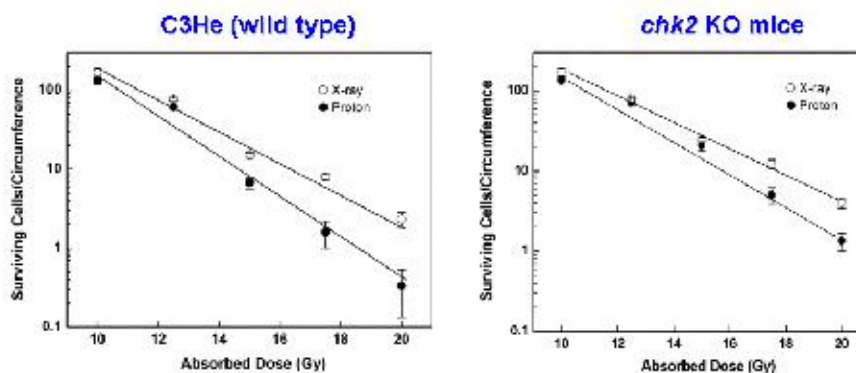 C3He (wild type)
X-ray
Proton
100
10
1
0.1
10
12
14
16
18
20
Surviving Cells/Circumference
Absorbed Dose (Gy)
chk2 KO mice
X-ray
Proton
100
10
1
0.1
10
12
14
16
18
20
Surviving Cells/Circumference
Absorbed Dose (Gy)